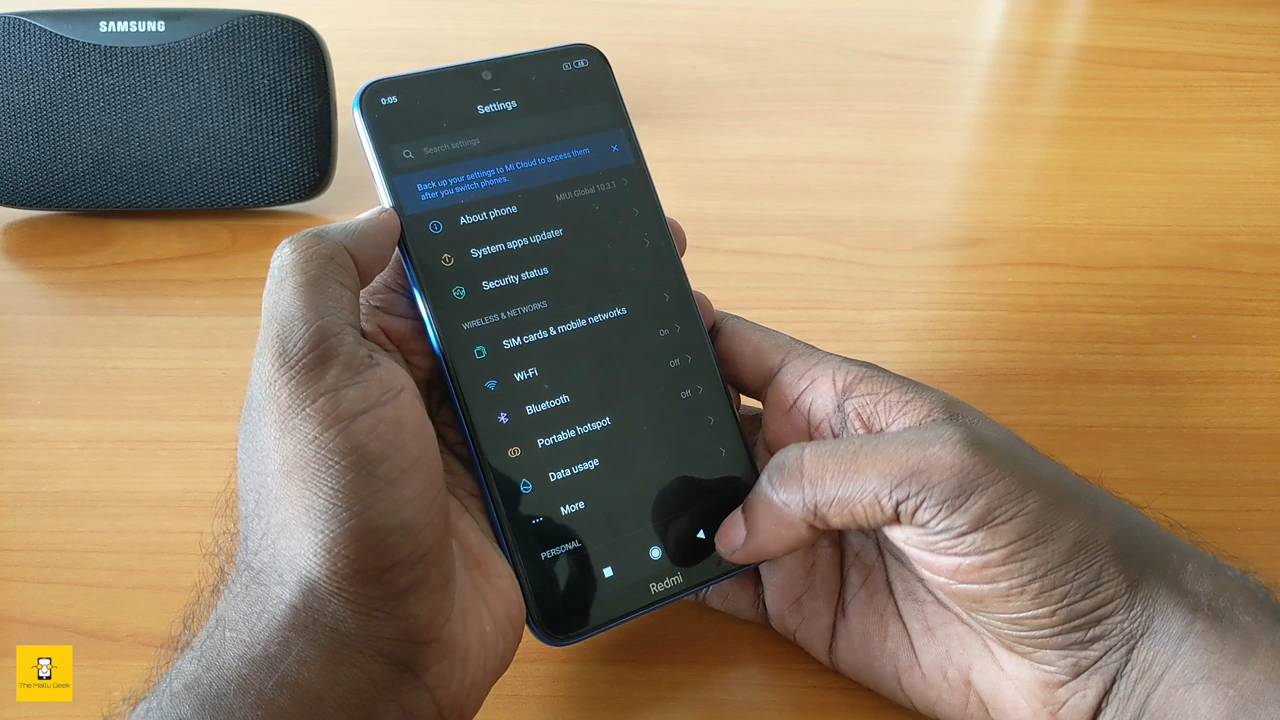 SAMSUNG
0:05
48
Settings
Search settings
Back up your settings to Mi Cloud to access them
after you switch phones.
About phone
MIUI Global 10.3.1
System apps updater
Security status
WIRELESS & NETWORKS
SIM cards & mobile networks
Wi-Fi
On
Bluetooth
Off
Portable hotspot
Off
Data usage
More
PERSONAL
Redmi
The Mallu Geek